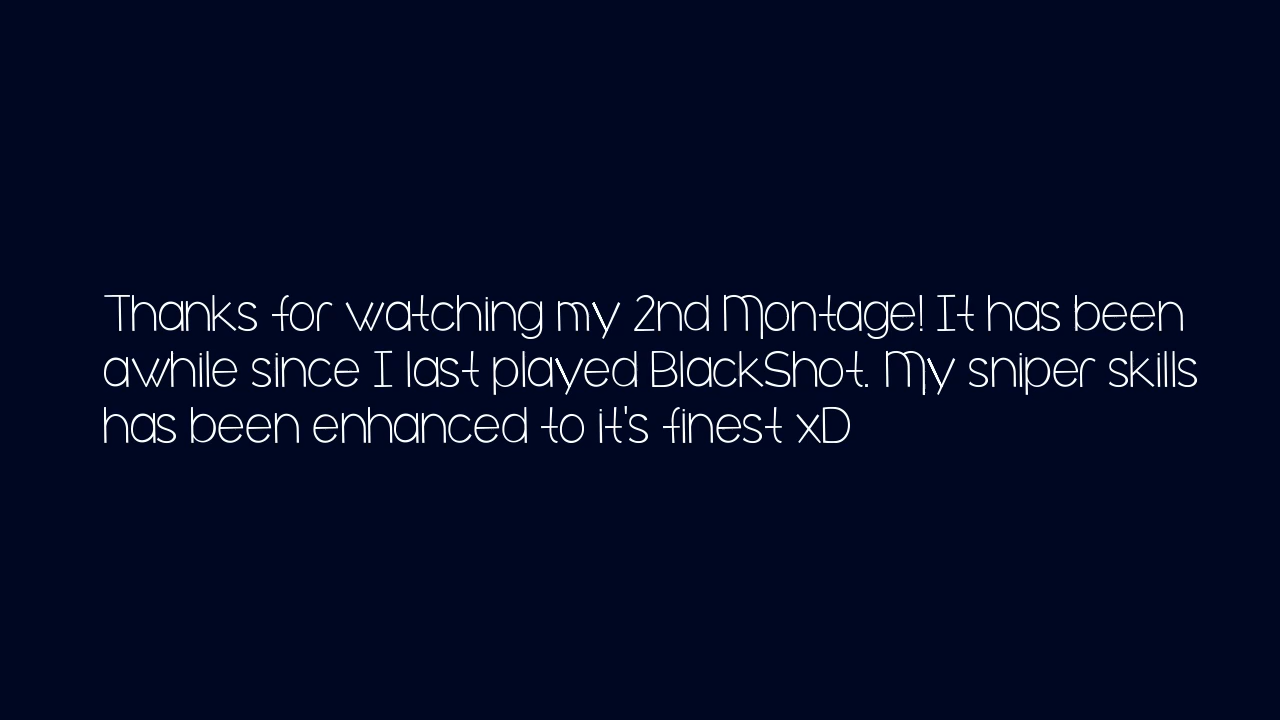 Thanks for watching my 2nd Montage! It has been
awhile since I last played BlackShot. My sniper skills
has been enhanced to it's finest xD